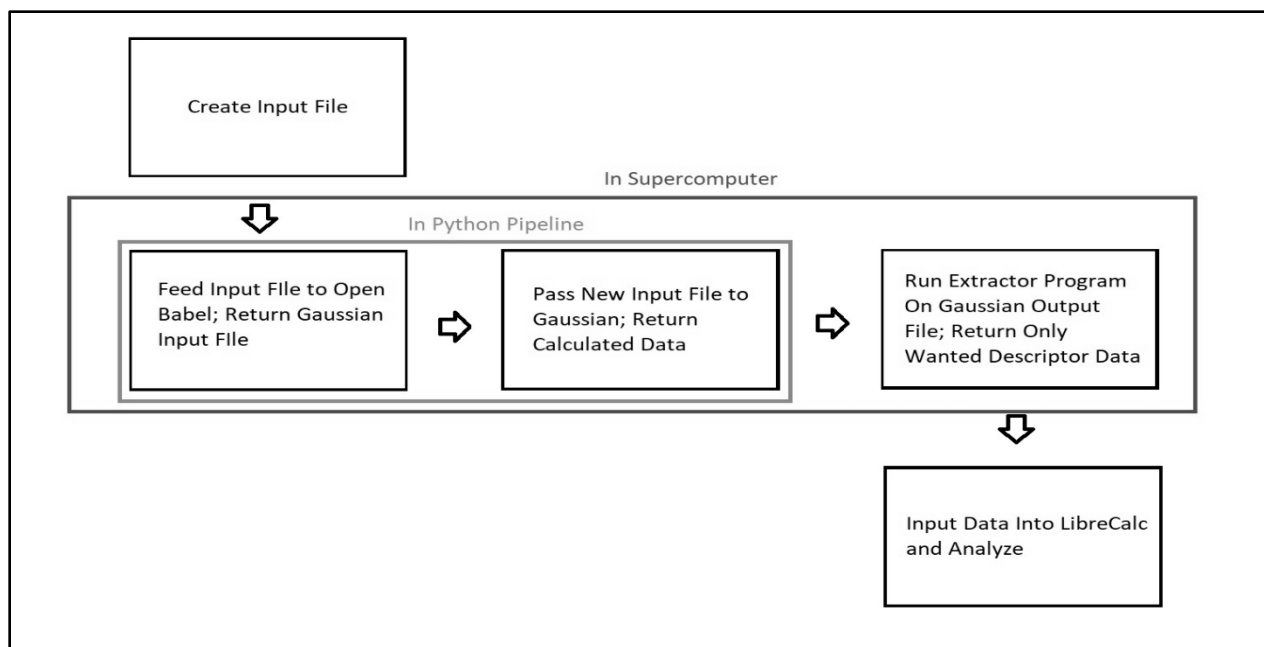 Create Input File
In Supercomputer
In Python Pipeline
Feed Input FIle to Open
Babel; Return Gaussian
Input FIle
Pass New Input File to
Gaussian; Return
Calculated Data
Run Extractor Program
On Gaussian Output
File; Return Only
Wanted Descriptor Data
Input Data Into LibreCalc
and Analyze